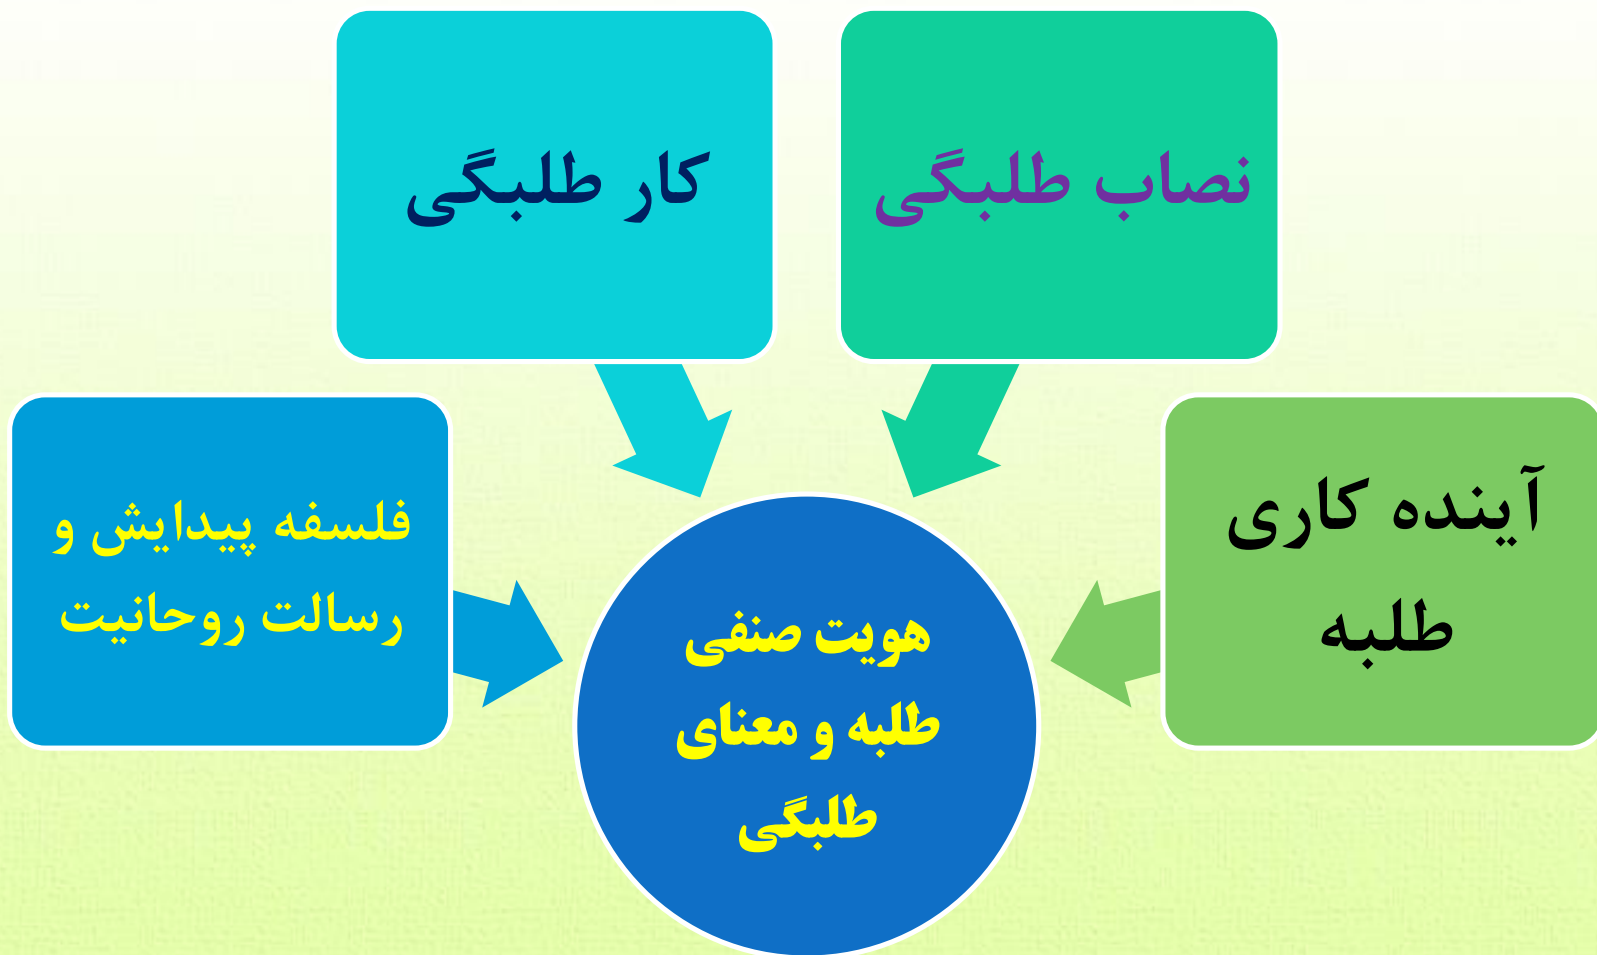 نصاب طلبگی
کار طلبگی
آینده کاری
طلبه
فلسفه پیدایش و
رسالت روحانیت
هویت صنفی
طلبه و معنای
طلبگی